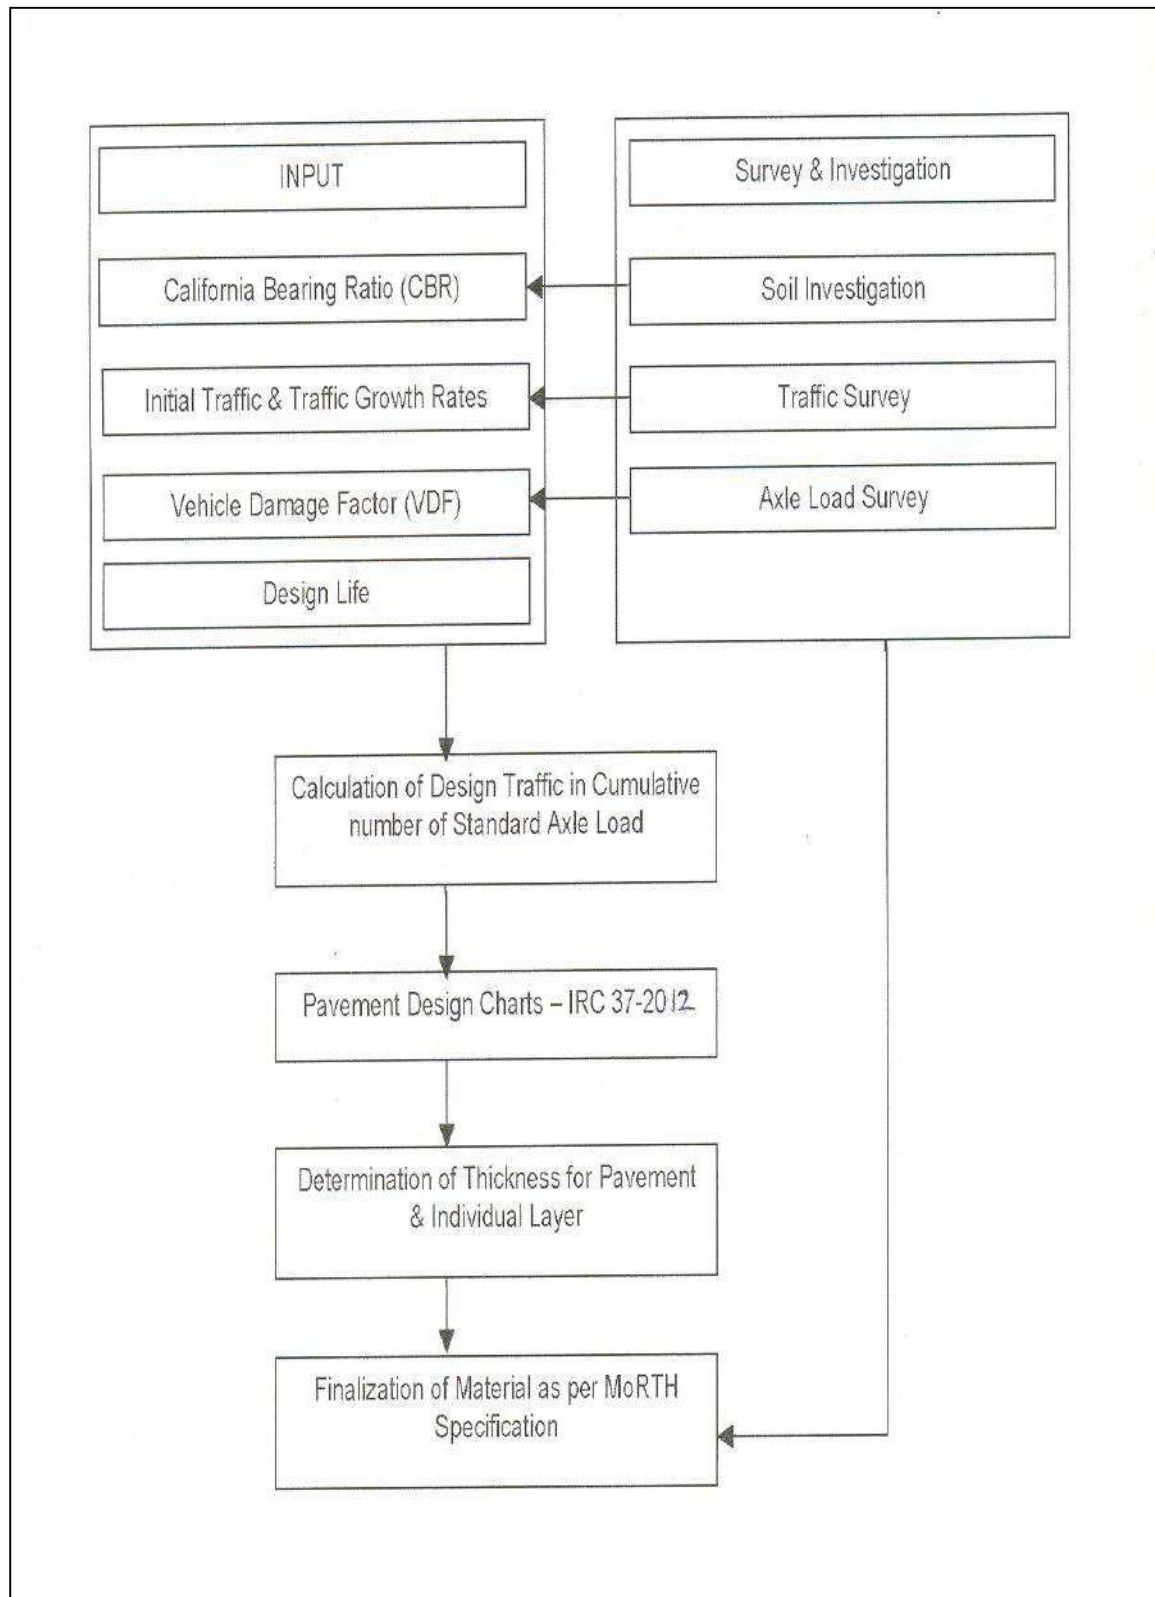 INPUT
California Bearing Ratio (CBR)
Initial Traffic & Traffic Growth Rates
Vehicle Damage Factor (VDF)
Design Life
Survey & Investigation
Soil Investigation
Traffic Survey
Axle Load Survey
Calculation of Design Traffic in Cumulative
number of Standard Axle Load
Pavement Design Charts – IRC 37-2012
Determination of Thickness for Pavement
& Individual Layer
Finalization of Material as per MoRTH
Specification